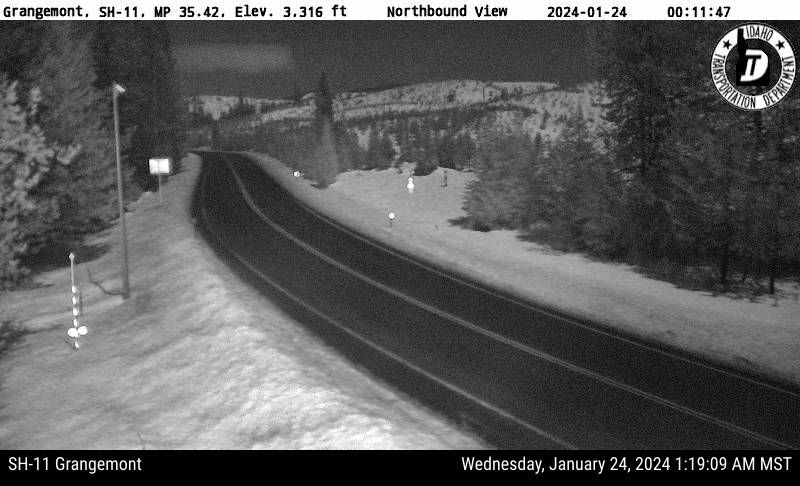 Grangemont, SH-11, MP 35.42, Elev. 3,316 ft Northbound View 2024-01-24 00:11:47
IDAHO
TRANSPORTATION DEPARTMENT
SH-11 Grangemont Wednesday, January 24, 2024 1:19:09 AM MST